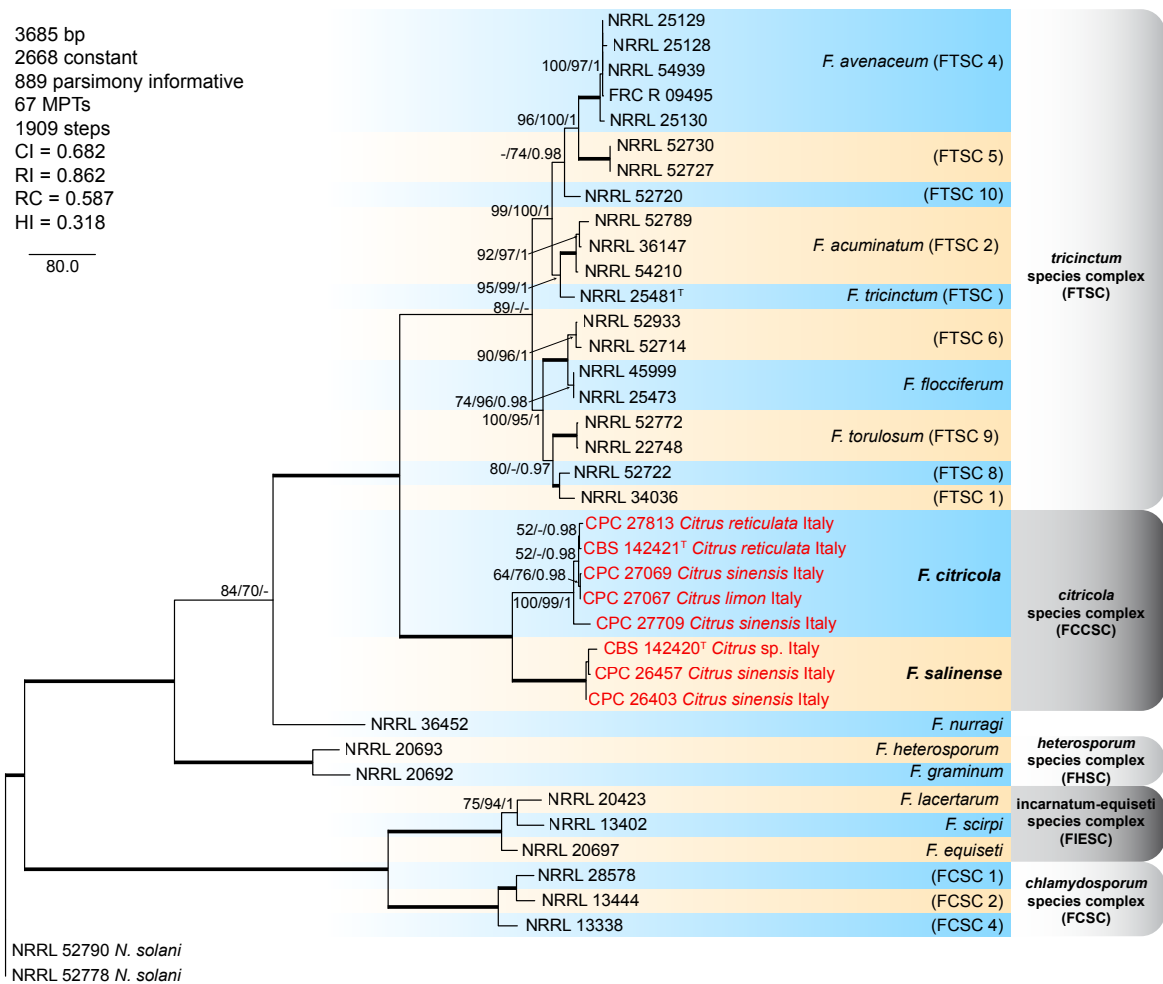 3685 bp
2668 constant
889 parsimony informative
67 MPTs
1909 steps
CI = 0.682
RI = 0.862
RC = 0.587
HI = 0.318
80.0
NRRL 25129
NRRL 25128
100/97/1
NRRL 54939
F. avenaceum (FTSC 4)
FRC R 09495
NRRL 25130
96/100/1
NRRL 52730
-/74/0.98
(FTSC 5)
NRRL 52727
NRRL 52720
(FTSC 10)
99/100/1
NRRL 52789
92/97/1
NRRL 36147
F. acuminatum (FTSC 2)
NRRL 54210
95/99/1
NRRL 25481ᵀ
F. tricinctum (FTSC )
89/-/-
NRRL 52933
(FTSC 6)
90/96/1
NRRL 52714
NRRL 45999
F. flocciferum
74/96/0.98
NRRL 25473
100/95/1
NRRL 52772
F. torulosum (FTSC 9)
NRRL 22748
80/-/0.97
NRRL 52722
(FTSC 8)
NRRL 34036
(FTSC 1)
tricinctum
species complex
(FTSC)
52/-/0.98
CPC 27813 Citrus reticulata Italy
52/-/0.98
CBS 142421ᵀ Citrus reticulata Italy
64/76/0.98
CPC 27069 Citrus sinensis Italy
F. citricola
CPC 27067 Citrus limon Italy
100/99/1
CPC 27709 Citrus sinensis Italy
CBS 142420ᵀ Citrus sp. Italy
CPC 26457 Citrus sinensis Italy
F. salinense
CPC 26403 Citrus sinensis Italy
citricola
species complex
(FCCSC)
84/70/-
NRRL 36452
F. nurragi
NRRL 20693
F. heterosporum
NRRL 20692
F. graminum
heterosporum
species complex
(FHSC)
75/94/1
NRRL 20423
F. lacertarum
NRRL 13402
F. scirpi
NRRL 20697
F. equiseti
incarnatum-equiseti
species complex
(FIESC)
NRRL 28578
(FCSC 1)
NRRL 13444
(FCSC 2)
NRRL 13338
(FCSC 4)
chlamydosporum
species complex
(FCSC)
NRRL 52790 N. solani
NRRL 52778 N. solani